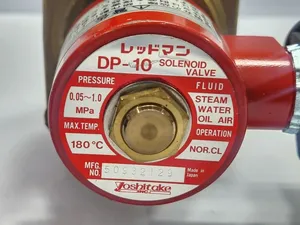 レッドマン
DP-10 SOLENOID VALVE
PRESSURE
0.05~1.0
MPa
MAX.TEMP.
180℃
FLUID
STEAM
WATER
OIL AIR
OPERATION
NOR.CL
MFG. NO.
Made in Japan
Yoshitake